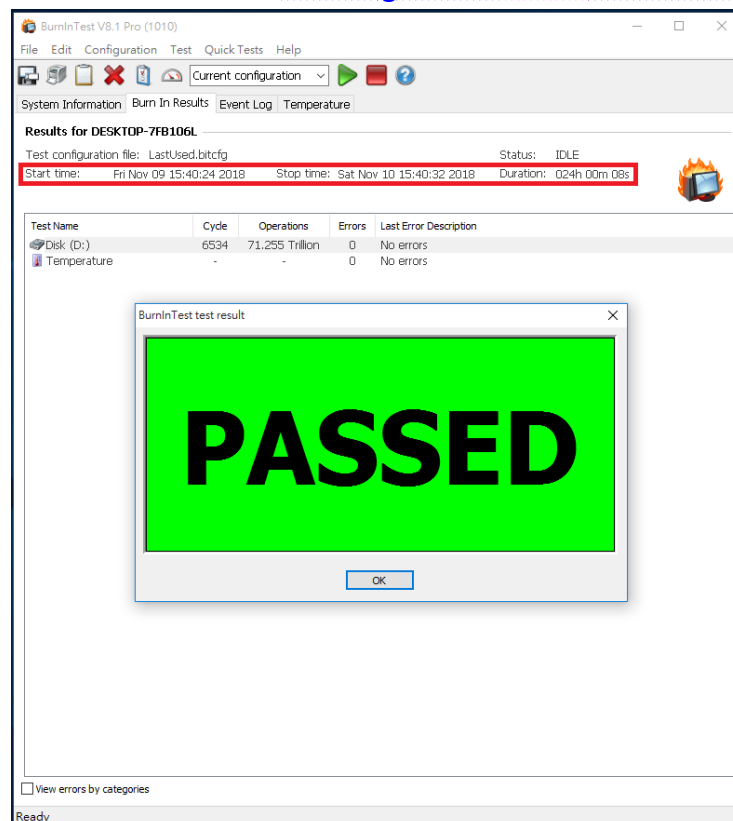 BurnInTest V8.1 Pro (1010)
File Edit Configuration Test Quick Tests Help
Current configuration
System Information Burn In Results Event Log Temperature
Results for DESKTOP-7FB106L
Test configuration file: LastUsed.bitcfg Status: IDLE
Start time: Fri Nov 09 15:40:24 2018 Stop time: Sat Nov 10 15:40:32 2018 Duration: 024h 00m 08s
Test Name Cycle Operations Errors Last Error Description
Disk (D:) 6534 71.255 Trillion 0 No errors
Temperature - - 0 No errors
BurnInTest test result
PASSED
OK
View errors by categories
Ready